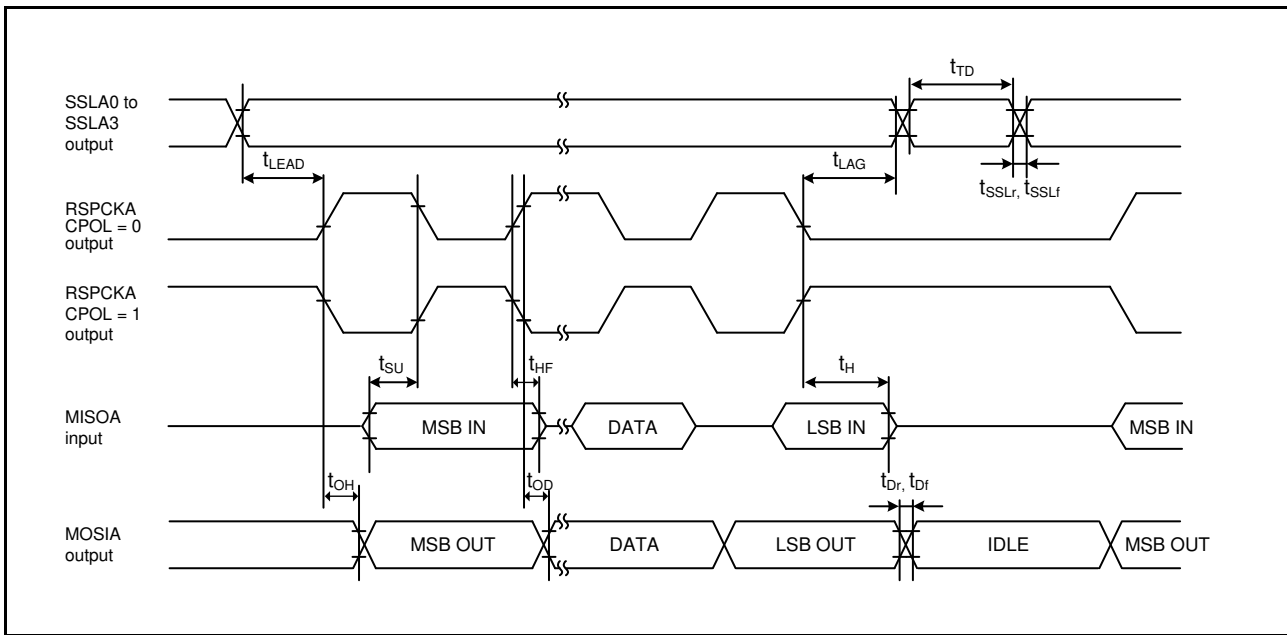 SSLA0 to
SSLA3
output
tTD
tLEAD
tLAG
tSSLr, tSSLf
RSPCKA
CPOL = 0
output
RSPCKA
CPOL = 1
output
tSU
tHF
tH
MISOA
input
MSB IN
DATA
LSB IN
MSB IN
tOH
tOD
tDr, tDf
MOSIA
output
MSB OUT
DATA
LSB OUT
IDLE
MSB OUT